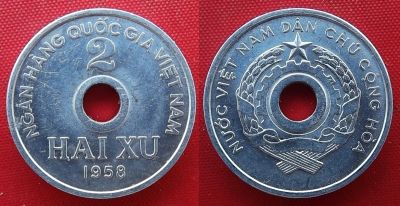 NGÂN HÀNG QUỐC GIA VIỆT NAM
2
HAI XU
1958
NƯỚC VIỆT NAM DÂN CHỦ CỘNG HÒA